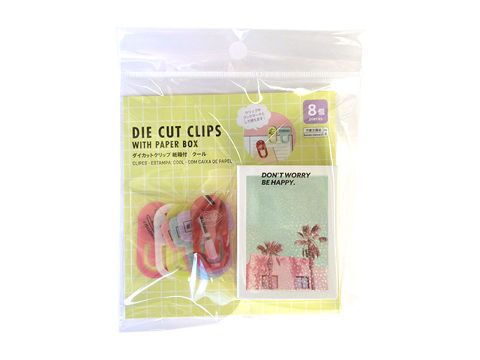 8個
pieces
DIE CUT CLIPS
WITH PAPER BOX
ダイカットクリップ 紙箱付 クール
CLIPES - ESTAMPA, COOL - COM CAIXA DE PAPEL
DON'T WORRY
BE HAPPY.